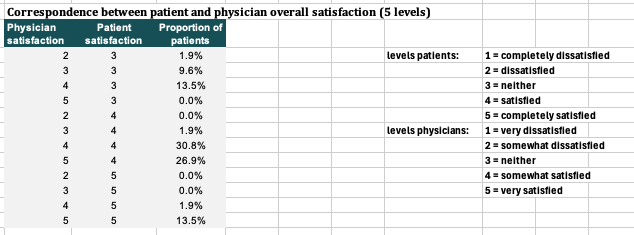 Correspondence between patient and physician overall satisfaction (5 levels)
Physician satisfaction Patient satisfaction Proportion of patients
2 3 1.9% levels patients: 1 = completely dissatisfied
3 3 9.6% 2 = dissatisfied
4 3 13.5% 3 = neither
5 3 0.0% 4 = satisfied
2 4 0.0% 5 = completely satisfied
3 4 1.9% levels physicians: 1 = very dissatisfied
4 4 30.8% 2 = somewhat dissatisfied
5 4 26.9% 3 = neither
2 5 0.0% 4 = somewhat satisfied
3 5 0.0% 5 = very satisfied
4 5 1.9%
5 5 13.5%